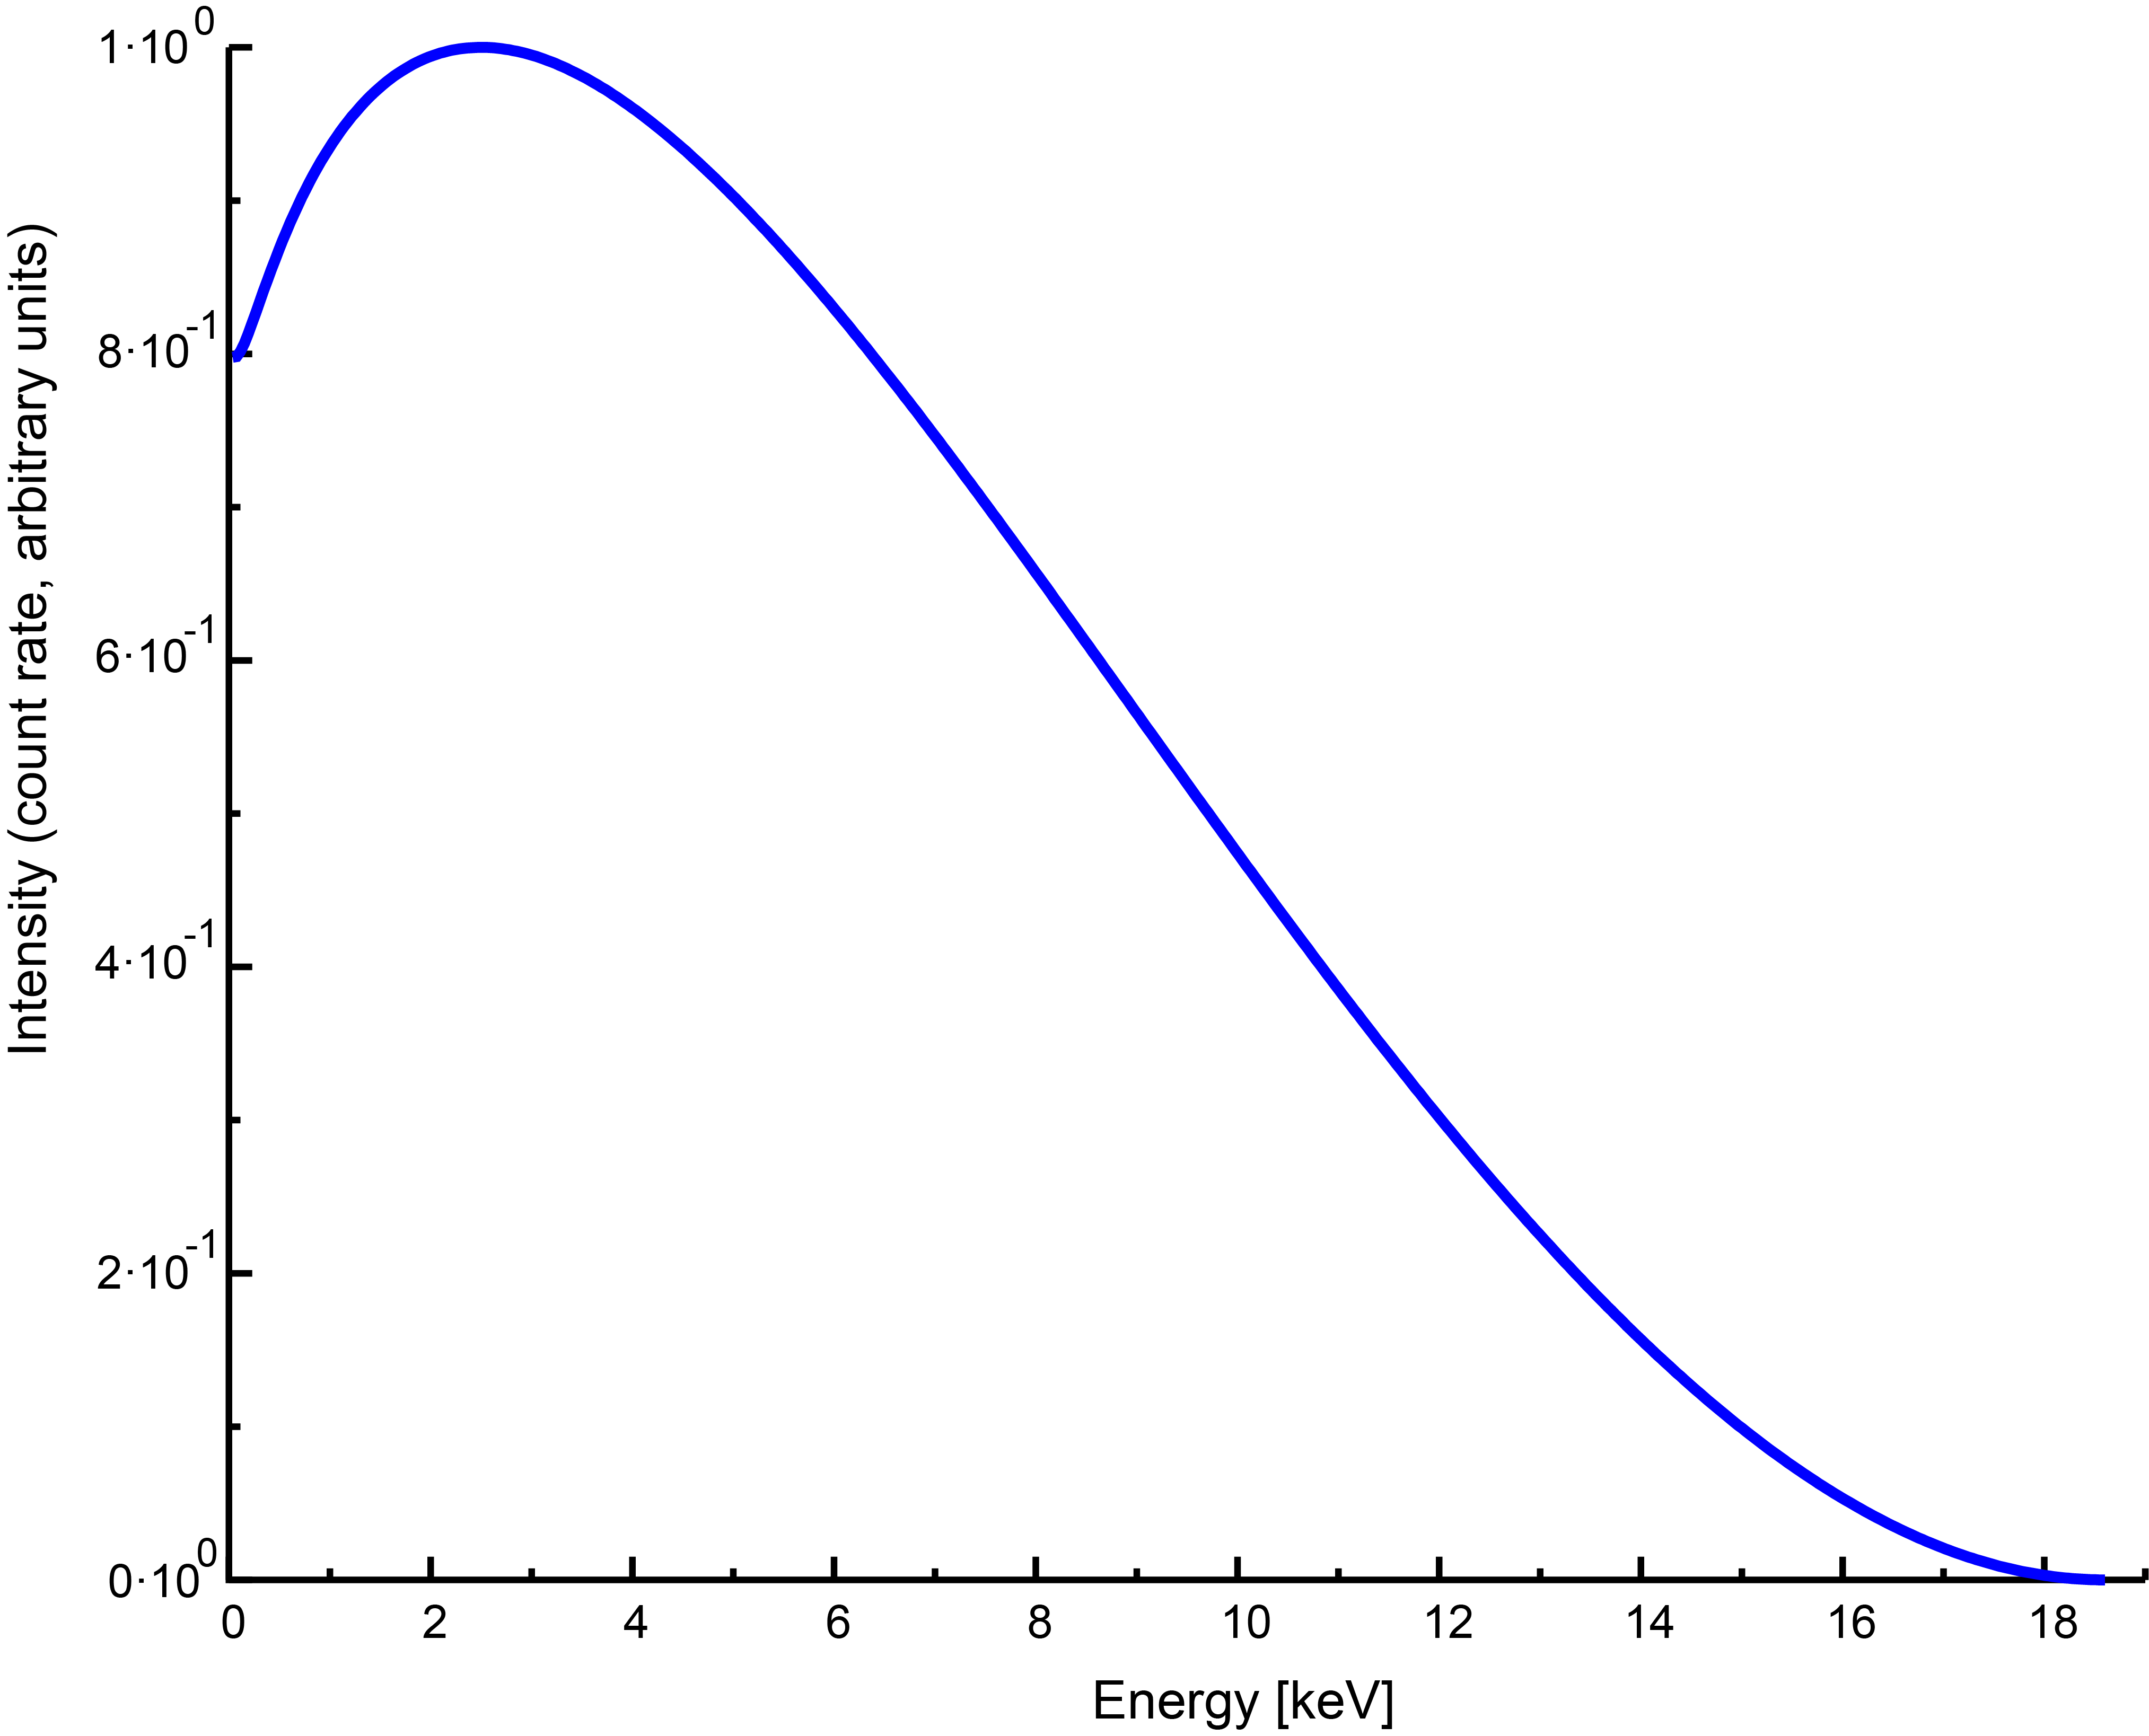 Intensity (count rate, arbitrary units)
1·10⁰
8·10⁻¹
6·10⁻¹
4·10⁻¹
2·10⁻¹
0·10⁰
0 2 4 6 8 10 12 14 16 18
Energy [keV]